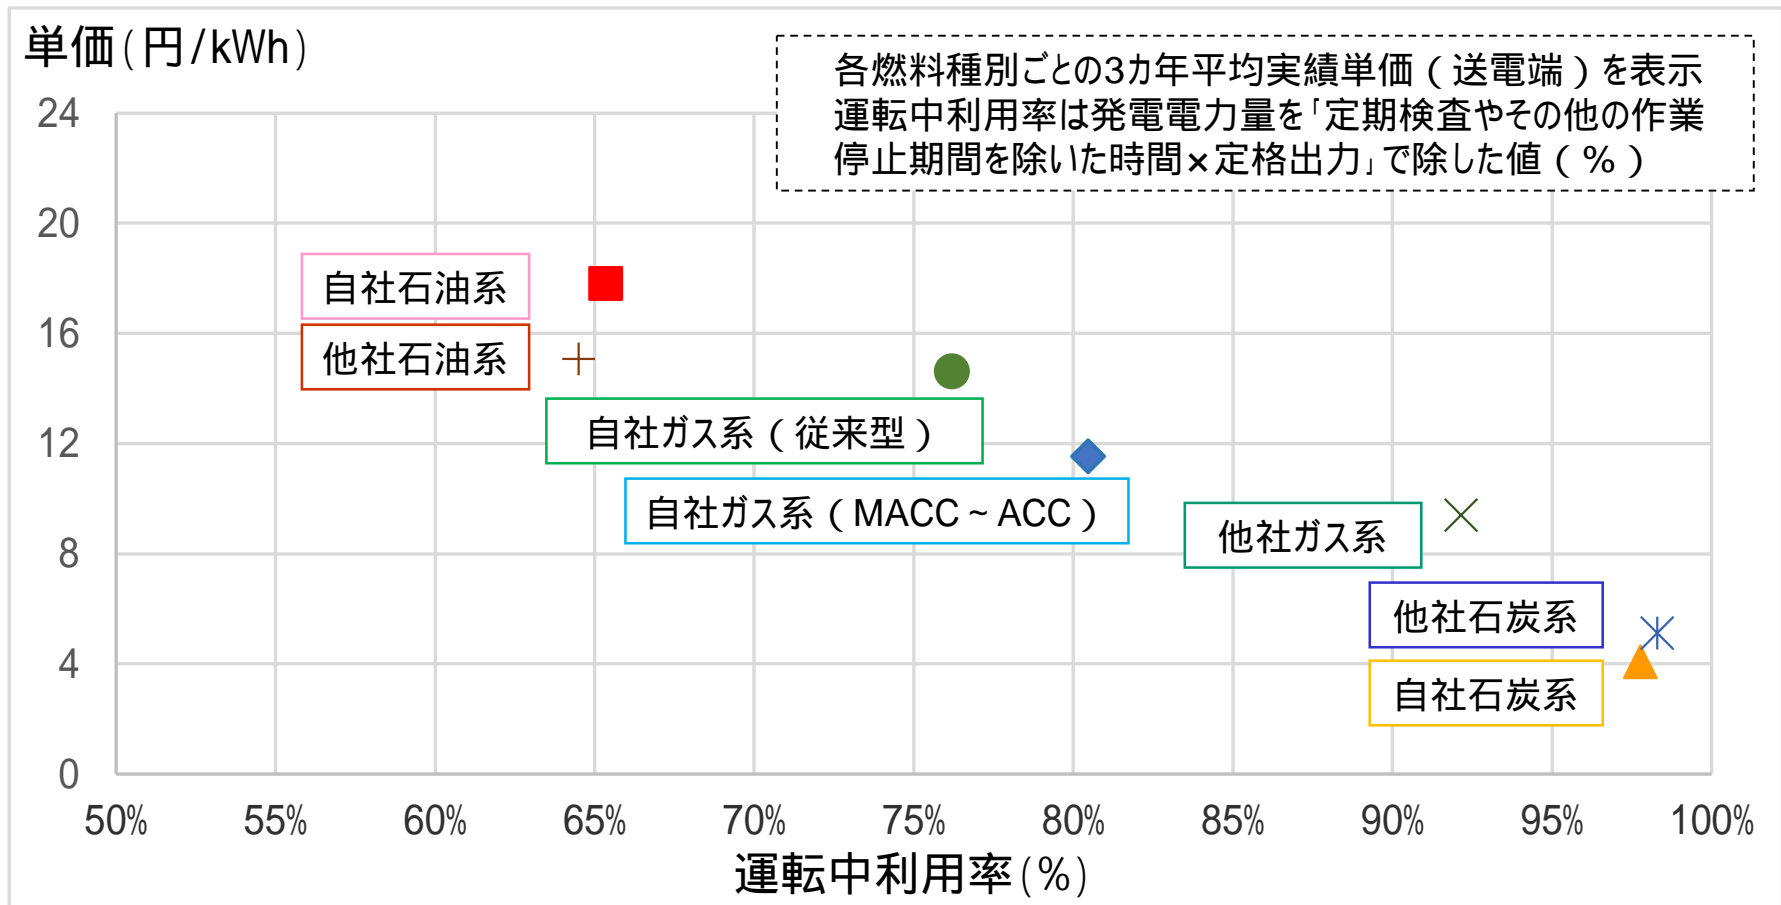 単価(円/kWh)
各燃料種別ごとの3カ年平均実績単価（送電端）を表示
運転中利用率は発電電力量を「定期検査やその他の作業
停止期間を除いた時間×定格出力」で除した値（%）
24
20
16
12
8
4
0
自社石油系
他社石油系
自社ガス系（従来型）
自社ガス系（MACC~ACC）
他社ガス系
他社石炭系
自社石炭系
50% 55% 60% 65% 70% 75% 80% 85% 90% 95% 100%
運転中利用率(%)